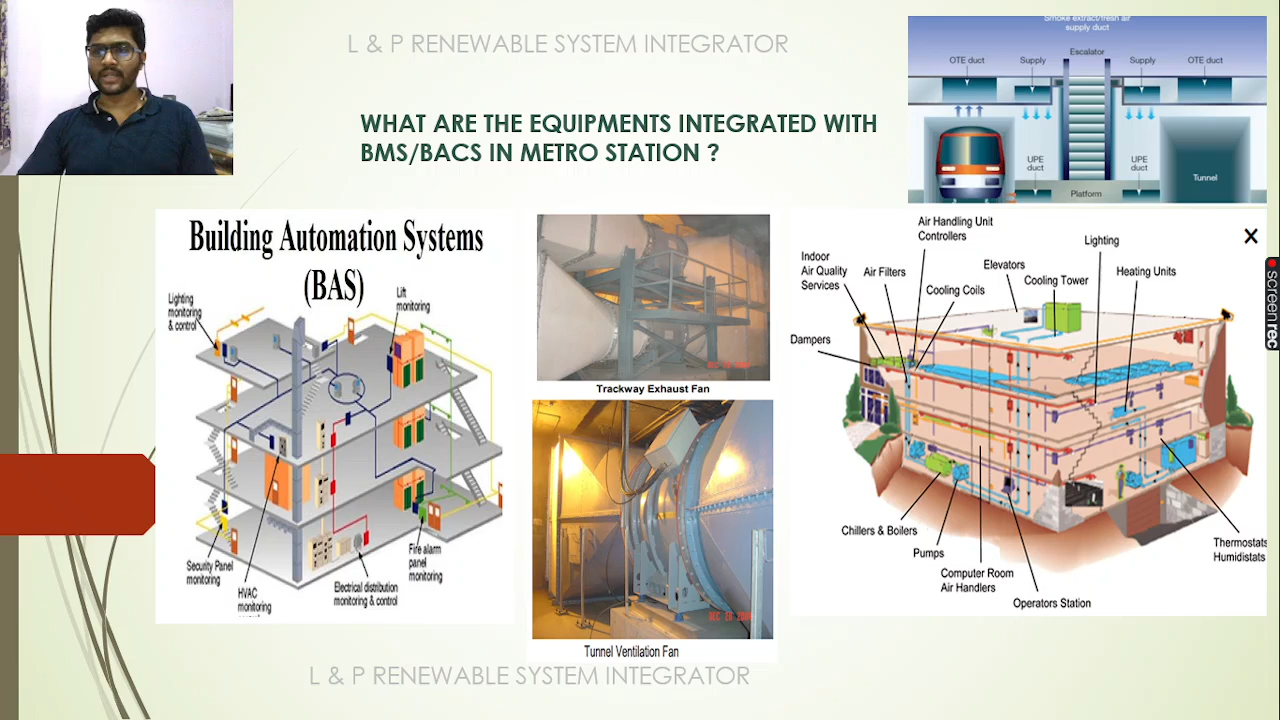 L & P RENEWABLE SYSTEM INTEGRATOR
WHAT ARE THE EQUIPMENTS INTEGRATED WITH
BMS/BACS IN METRO STATION ?
Smoke extract/fresh air
supply duct
Escalator
OTE duct
Supply
Supply
OTE duct
UPE
duct
UPE
duct
Tunnel
Platform
Building Automation Systems
(BAS)
Lighting
monitoring
& control
Lift
monitoring
Security Panel
monitoring
HVAC
monitoring
Electrical distribution
monitoring & control
Fire alarm
panel
monitoring
Trackway Exhaust Fan
Tunnel Ventilation Fan
Air Handling Unit
Controllers
Lighting
Indoor
Air Quality
Services
Air Filters
Elevators
Cooling Tower
Heating Units
Cooling Coils
Dampers
Chillers & Boilers
Pumps
Computer Room
Air Handlers
Operators Station
Thermostats
Humidistats
X
screenrec
L & P RENEWABLE SYSTEM INTEGRATOR